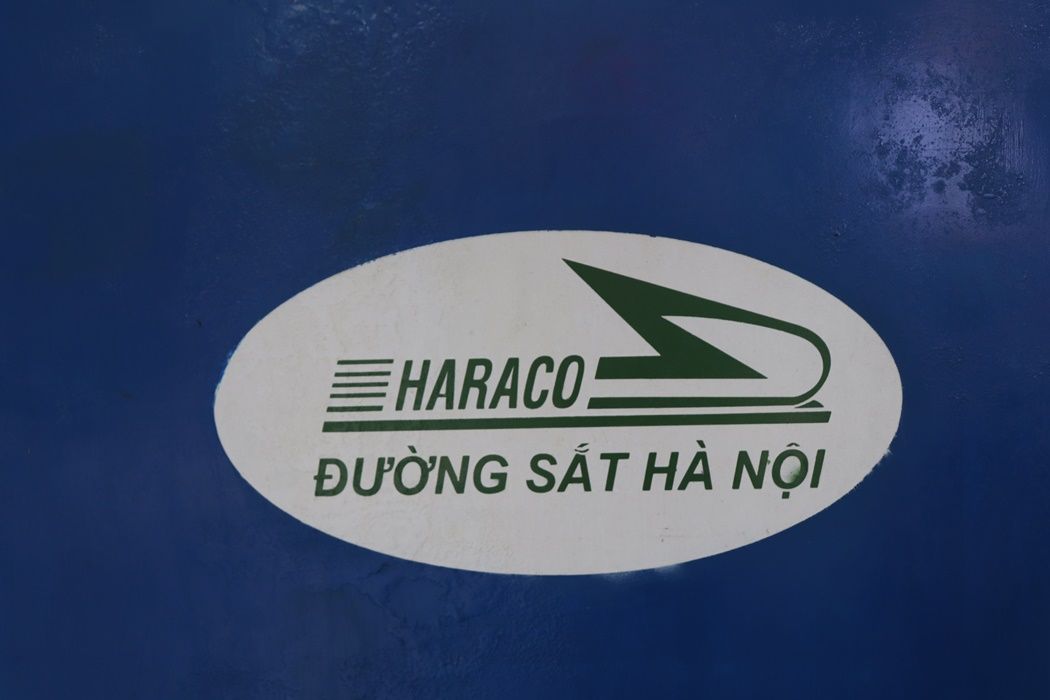 HARACO
ĐƯỜNG SẮT HÀ NỘI